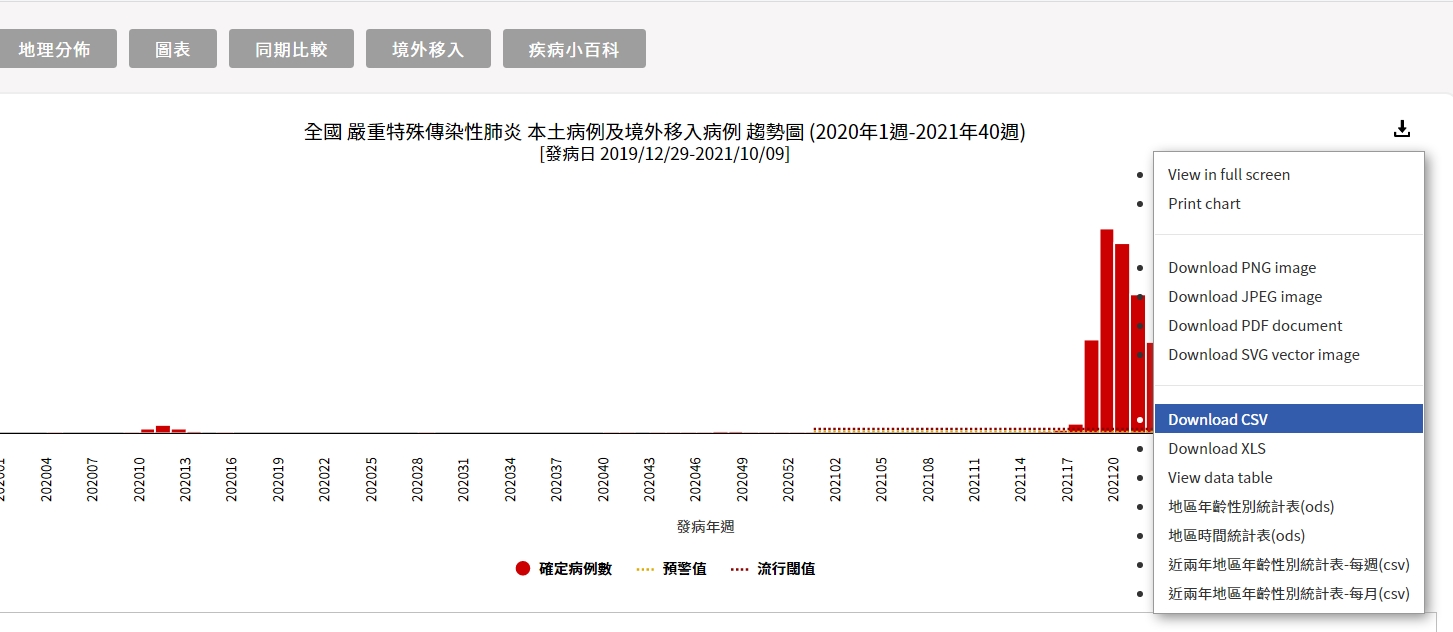 地理分佈
圖表
同期比較
境外移入
疾病小百科
全國 嚴重特殊傳染性肺炎 本土病例及境外移入病例 趨勢圖 (2020年1週-2021年40週)
[發病日 2019/12/29-2021/10/09]
View in full screen
Print chart
Download PNG image
Download JPEG image
Download PDF document
Download SVG vector image
Download CSV
Download XLS
View data table
地區年齡性別統計表(ods)
地區時間統計表(ods)
近兩年地區年齡性別統計表-每週(csv)
近兩年地區年齡性別統計表-每月(csv)
202004
202007
202010
202013
202016
202019
202022
202025
202028
202031
202034
202037
202040
202043
202046
202049
202052
202102
202105
202108
202111
202114
202117
202120
發病年週
確定病例數
預警值
流行閾值